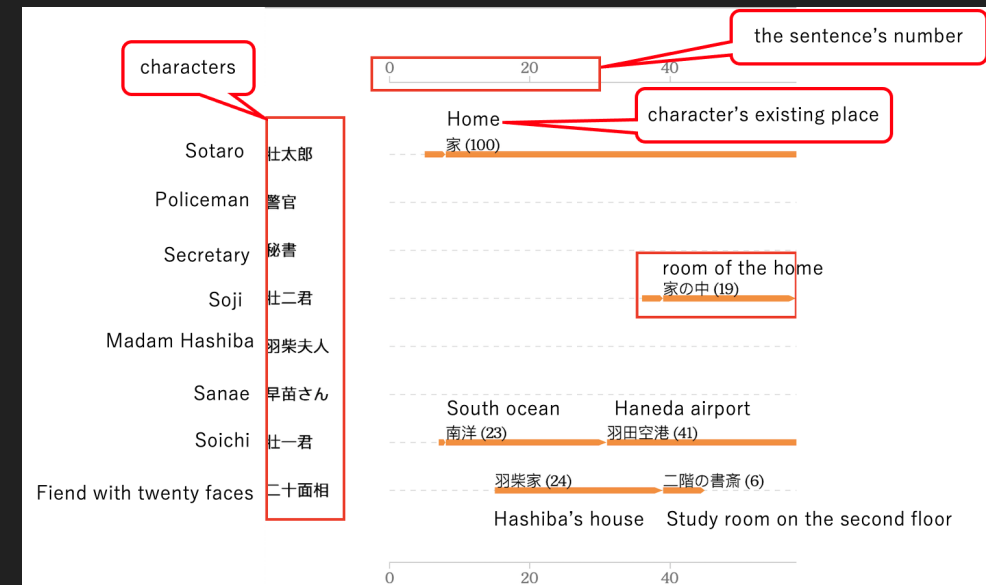 the sentence's number
characters
0 20 40
Home
character's existing place
家 (100)
Sotaro 壮太郎
Policeman 警官
Secretary 秘書
room of the home
家の中 (19)
Soji 壮二君
Madam Hashiba 羽柴夫人
Sanae 早苗さん
South ocean Haneda airport
南洋 (23) 羽田空港 (41)
Soichi 壮一君
羽柴家 (24) 二階の書斎 (6)
Fiend with twenty faces 二十面相
Hashiba's house Study room on the second floor
0 20 40